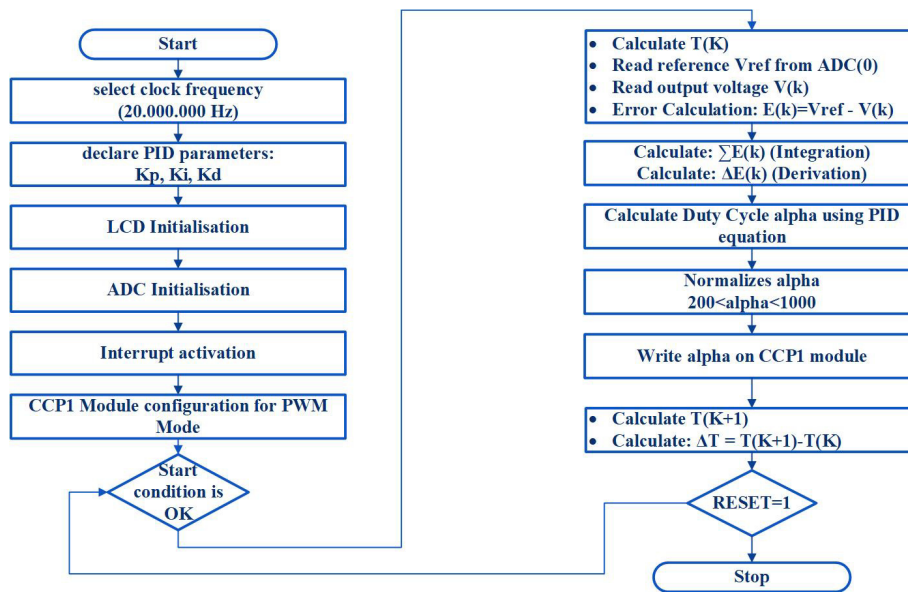 Start
select clock frequency
(20.000.000 Hz)
declare PID parameters:
Kp, Ki, Kd
LCD Initialisation
ADC Initialisation
Interrupt activation
CCP1 Module configuration for PWM
Mode
Start
condition is
OK
• Calculate T(K)
• Read reference Vref from ADC(0)
• Read output voltage V(k)
• Error Calculation: E(k)=Vref - V(k)
Calculate: ∑E(k) (Integration)
Calculate: ΔE(k) (Derivation)
Calculate Duty Cycle alpha using PID
equation
Normalizes alpha
200<alpha<1000
Write alpha on CCP1 module
• Calculate T(K+1)
• Calculate: ΔT = T(K+1)-T(K)
RESET=1
Stop